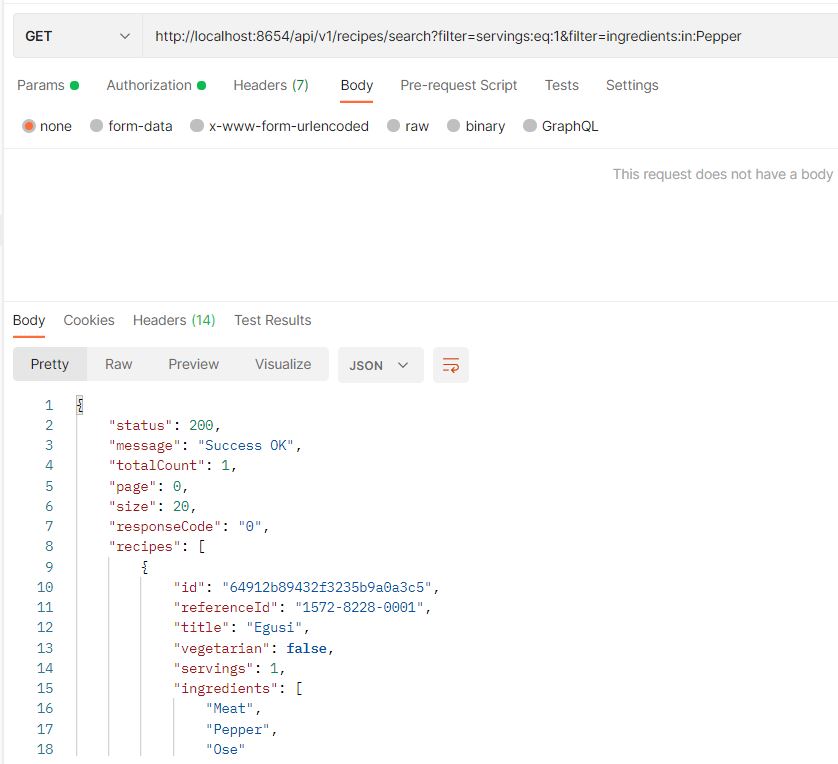 GET http://localhost:8654/api/v1/recipes/search?filter=servings:eq:1&filter=ingredients:in:Pepper
Params Authorization Headers (7) Body Pre-request Script Tests Settings
none form-data x-www-form-urlencoded raw binary GraphQL
This request does not have a body
Body Cookies Headers (14) Test Results
Pretty Raw Preview Visualize JSON
1 {
2 "status": 200,
3 "message": "Success OK",
4 "totalCount": 1,
5 "page": 0,
6 "size": 20,
7 "responseCode": "0",
8 "recipes": [
9 {
10 "id": "64912b89432f3235b9a0a3c5",
11 "referenceId": "1572-8228-0001",
12 "title": "Egusi",
13 "vegetarian": false,
14 "servings": 1,
15 "ingredients": [
16 "Meat",
17 "Pepper",
18 "Ose"